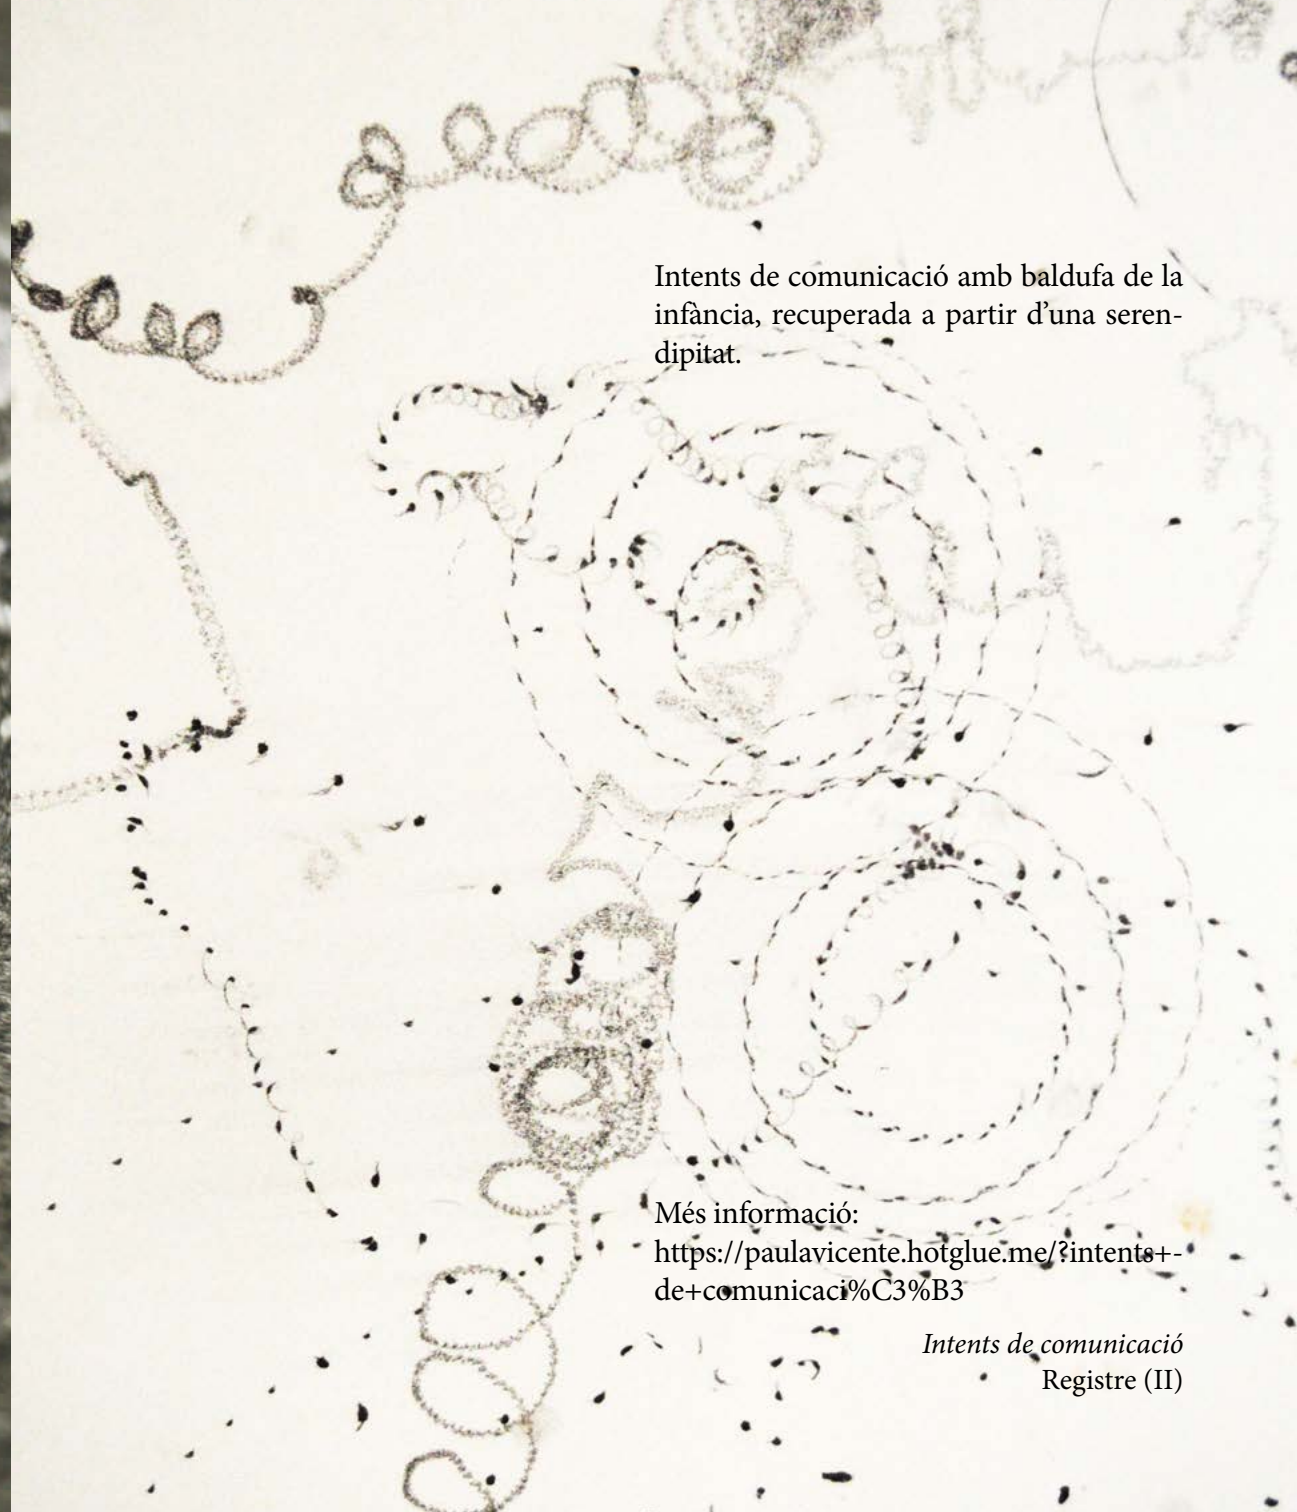 Intents de comunicació amb baldufa de la
infància, recuperada a partir d’una seren-
dipitat.
Més informació:
https://paulavicente.hotglue.me/?intents+-
de+comunicaci%C3%B3
Intents de comunicació
Registre (II)